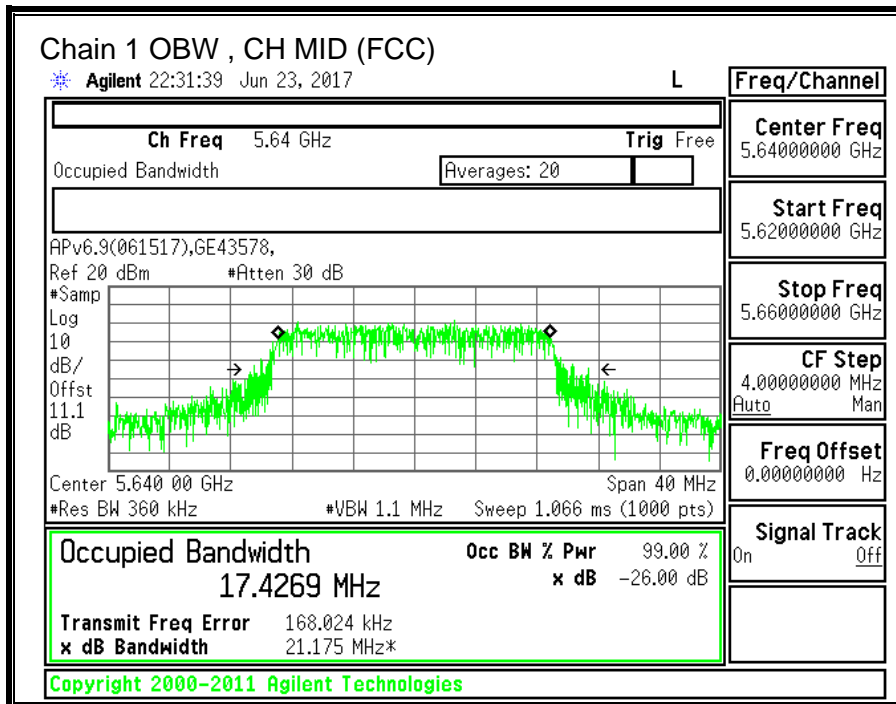 Chain 1 OBW , CH MID (FCC)
Agilent 22:31:39 Jun 23, 2017 L
Freq/Channel
Ch Freq 5.64 GHz Trig Free
Occupied Bandwidth Averages: 20
Center Freq
5.64000000 GHz
Start Freq
5.62000000 GHz
Stop Freq
5.66000000 GHz
CF Step
4.00000000 MHz
Auto Man
Freq Offset
0.00000000 Hz
Signal Track
On Off
APv6.9(061517),GE43578,
Ref 20 dBm #Atten 30 dB
#Samp
Log
10
dB/
Offst
11.1
dB
Center 5.640 00 GHz Span 40 MHz
#Res BW 360 kHz #VBW 1.1 MHz Sweep 1.066 ms (1000 pts)
Occupied Bandwidth Occ BW % Pwr 99.00 %
17.4269 MHz x dB -26.00 dB
Transmit Freq Error 168.024 kHz
x dB Bandwidth 21.175 MHz*
Copyright 2000-2011 Agilent Technologies